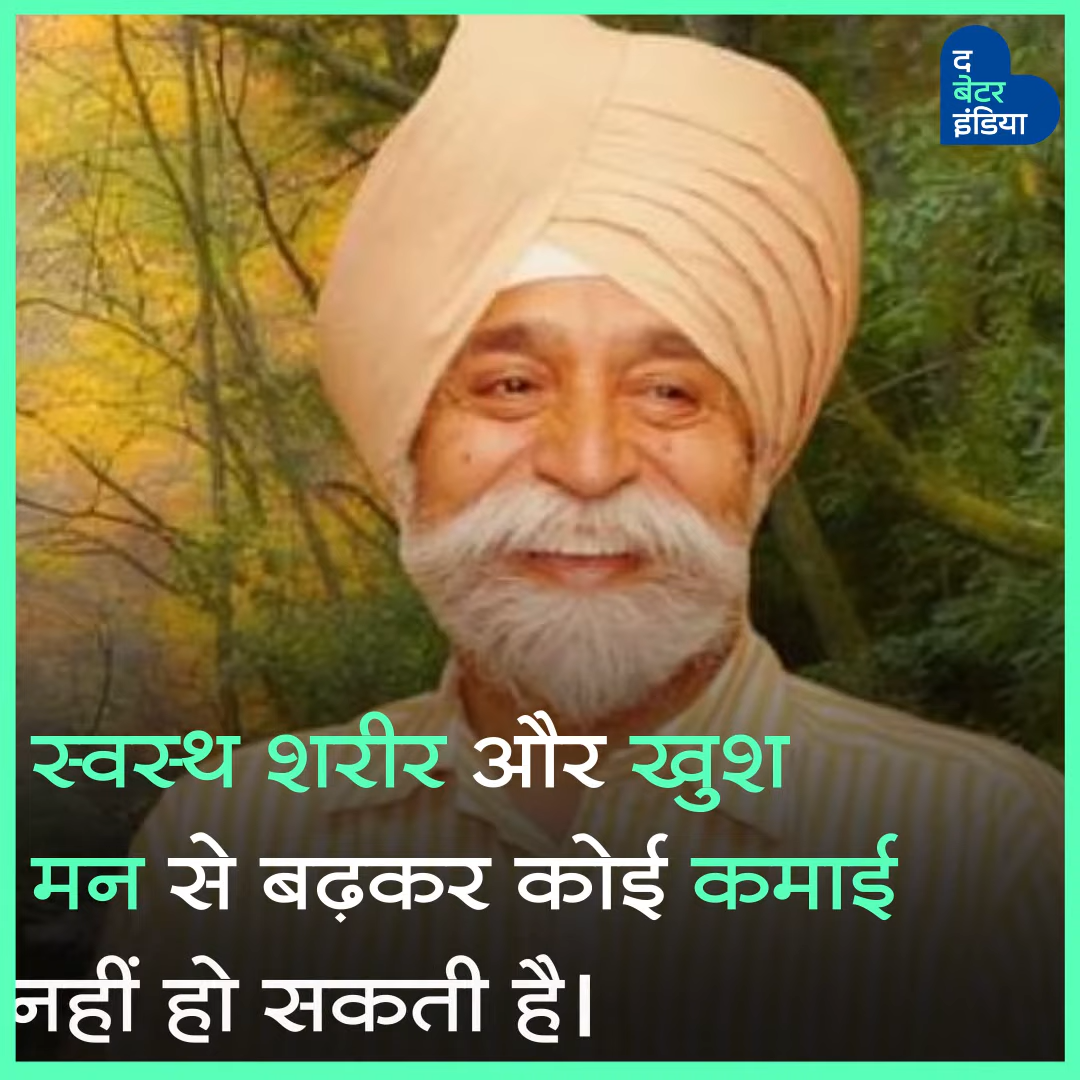 द
बेटर
इंडिया
स्वस्थ शरीर और खुश
मन से बढ़कर कोई कमाई
नहीं हो सकती है।